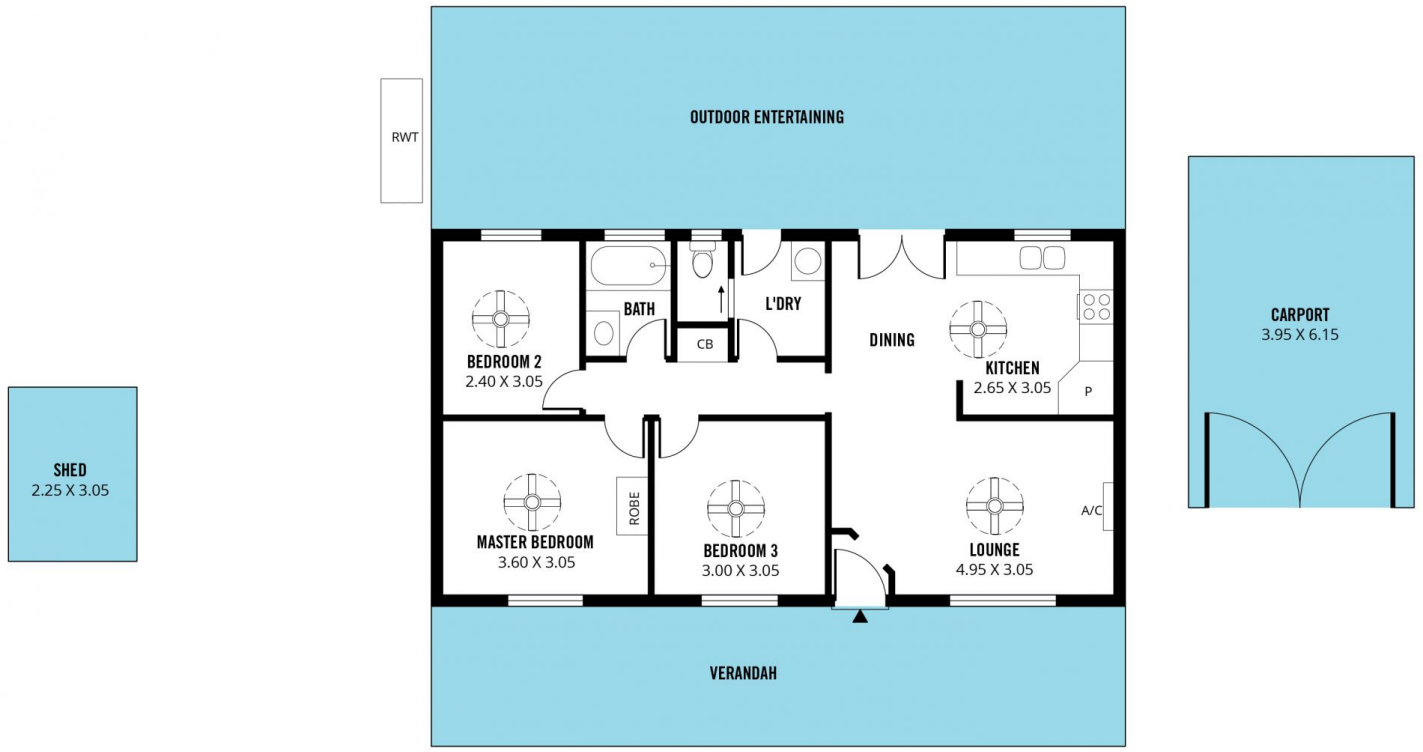 OUTDOOR ENTERTAINING
RWT
BATH
L'DRY
CB
BEDROOM 2
2.40 X 3.05
DINING
KITCHEN
2.65 X 3.05
P
CARPORT
3.95 X 6.15
SHED
2.25 X 3.05
MASTER BEDROOM
3.60 X 3.05
ROBE
BEDROOM 3
3.00 X 3.05
LOUNGE
4.95 X 3.05
A/C
VERANDAH